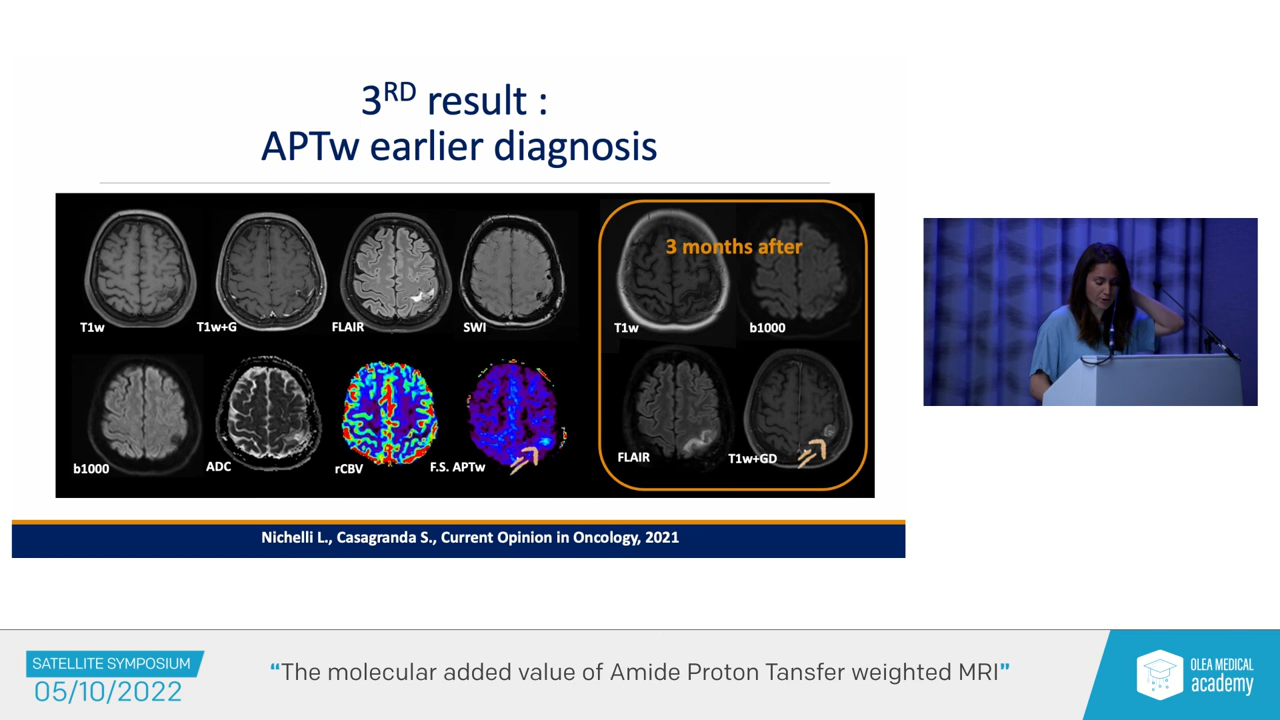 3RD result :
APTw earlier diagnosis
T1w
T1w+G
FLAIR
SWI
b1000
ADC
rCBV
F.S. APTw
3 months after
T1w
b1000
FLAIR
T1w+GD
Nichelli L., Casagranda S., Current Opinion in Oncology, 2021
SATELLITE SYMPOSIUM
05/10/2022
“The molecular added value of Amide Proton Tansfer weighted MRI”
OLEA MEDICAL
academy